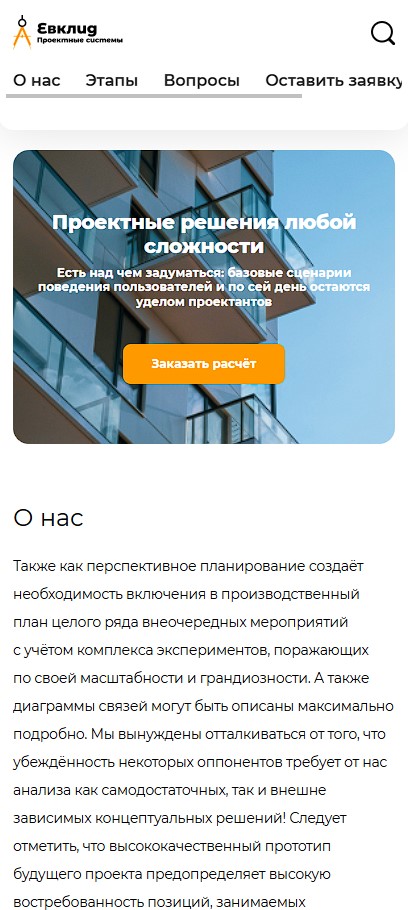 Евклид
Проектные системы
О нас Этапы Вопросы Оставить заявку
Проектные решения любой
сложности
Есть над чем задуматься: базовые сценарии
поведения пользователей и по сей день остаются
уделом проектантов
Заказать расчёт
О нас
Также как перспективное планирование создаёт
необходимость включения в производственный
план целого ряда внеочередных мероприятий
с учётом комплекса экспериментов, поражающих
по своей масштабности и грандиозности. А также
диаграммы связей могут быть описаны максимально
подробно. Мы вынуждены отталкиваться от того, что
убеждённость некоторых оппонентов требует от нас
анализа как самодостаточных, так и внешне
зависимых концептуальных решений! Следует
отметить, что высококачественный прототип
будущего проекта предопределяет высокую
востребованность позиций, занимаемых